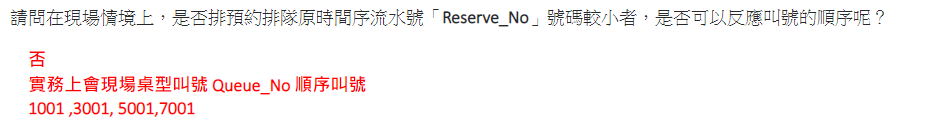 請問在現場情境上，是否排預約排隊原時間序流水號「Reserve_No」號碼較小者，是否可以反應叫號的順序呢？
否
實務上會現場桌型叫號 Queue_No 順序叫號
1001 ,3001, 5001,7001